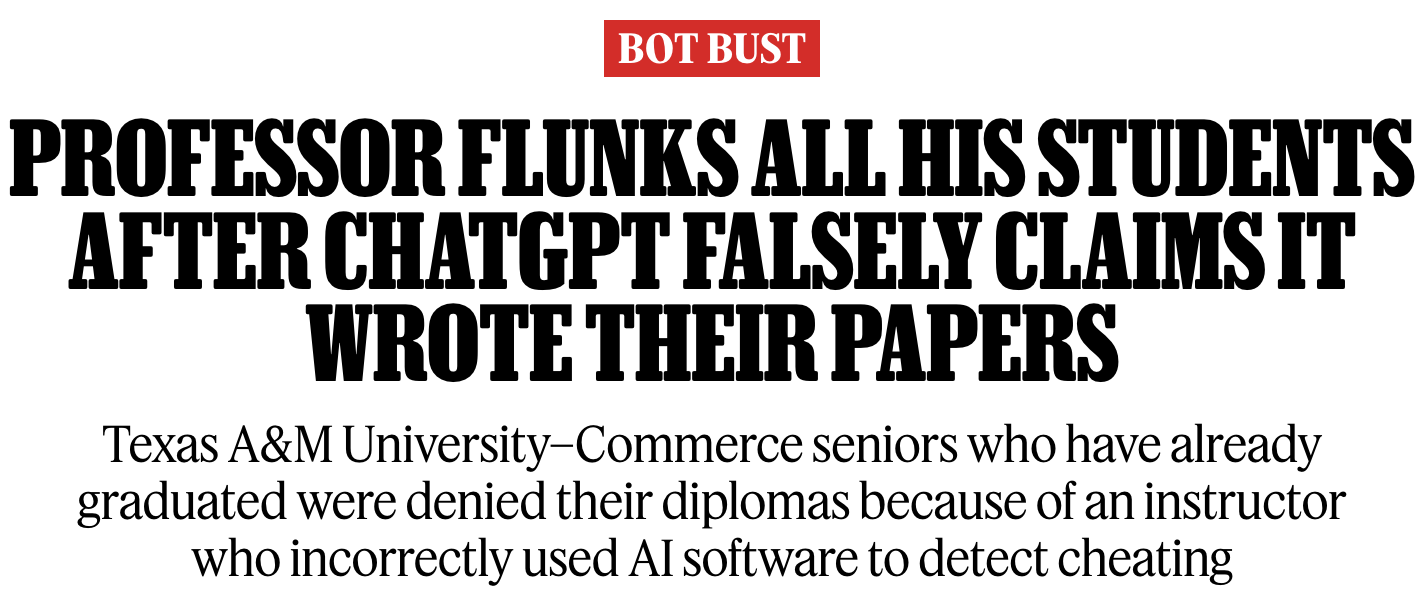 BOT BUST
PROFESSOR FLUNKS ALL HIS STUDENTS
AFTER CHATGPT FALSELY CLAIMS IT
WROTE THEIR PAPERS
Texas A&M University–Commerce seniors who have already
graduated were denied their diplomas because of an instructor
who incorrectly used AI software to detect cheating